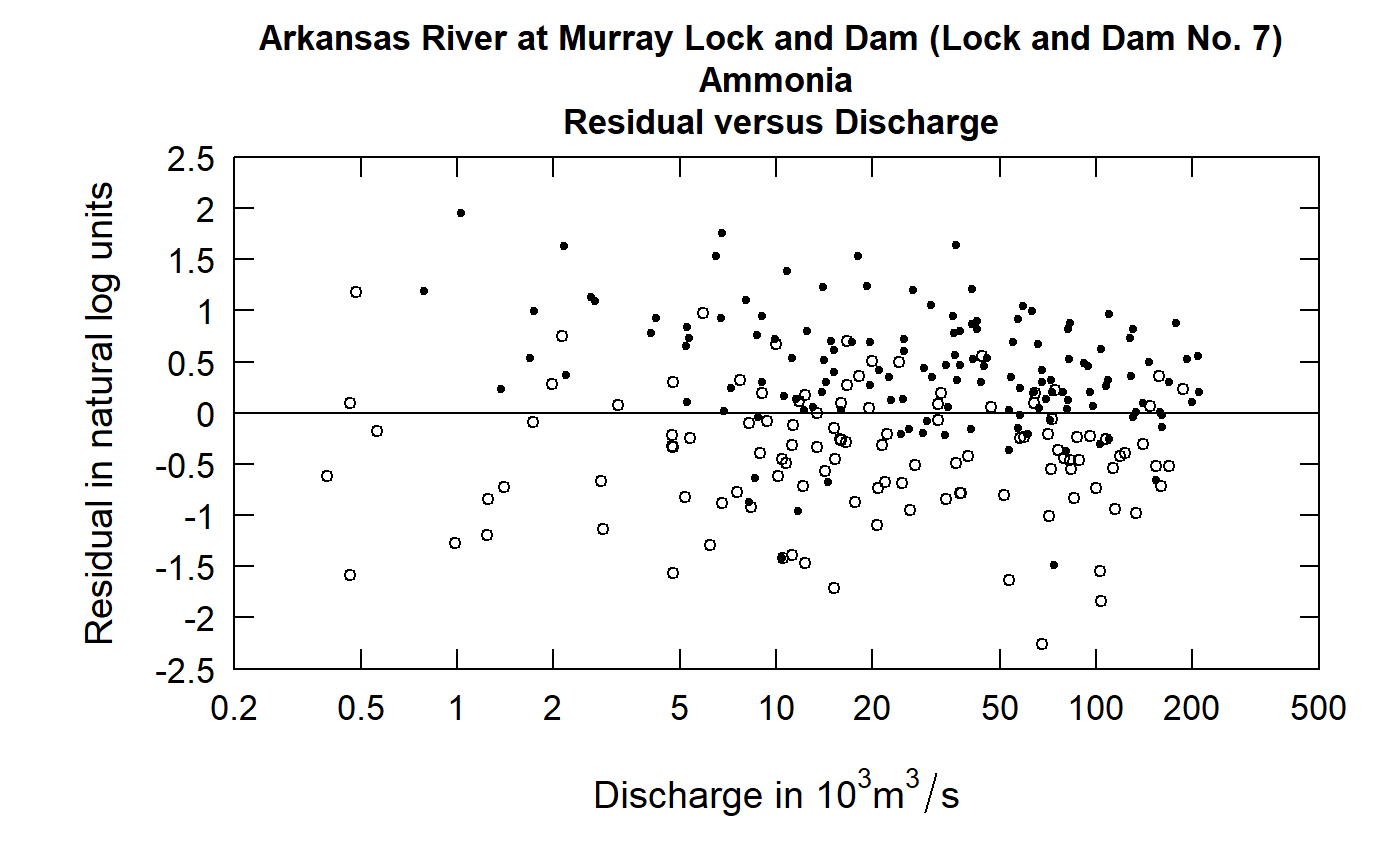 Arkansas River at Murray Lock and Dam (Lock and Dam No. 7)
Ammonia
Residual versus Discharge
Residual in natural log units
2.5
2
1.5
1
0.5
0
-0.5
-1
-1.5
-2
-2.5
0.2 0.5 1 2 5 10 20 50 100 200 500
Discharge in 10³m³/s